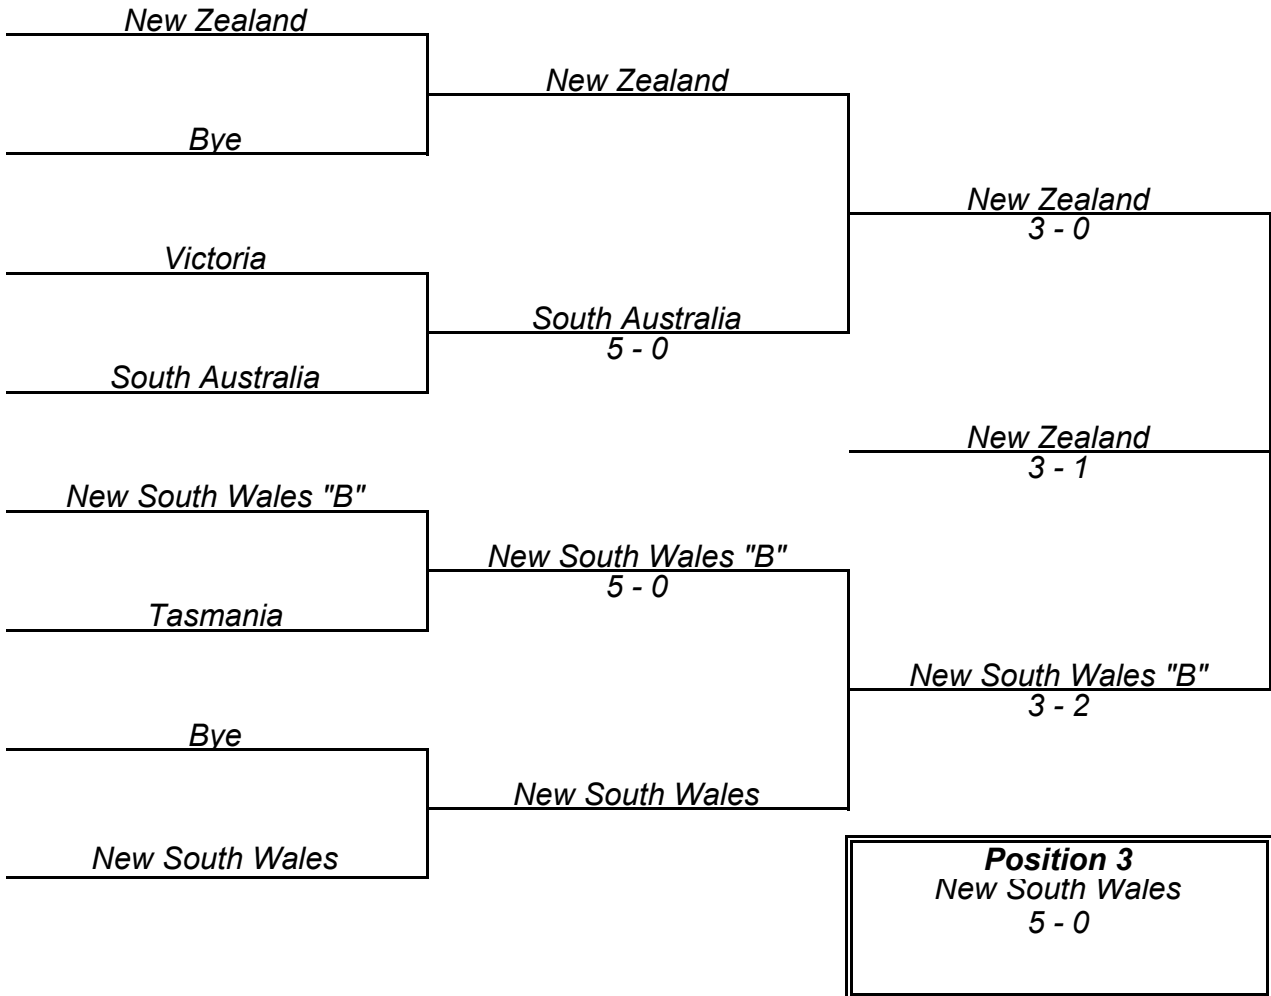 New Zealand
New Zealand
Bye
New Zealand
3 - 0
Victoria
South Australia
5 - 0
South Australia
New Zealand
3 - 1
New South Wales "B"
New South Wales "B"
5 - 0
Tasmania
New South Wales "B"
3 - 2
Bye
New South Wales
New South Wales
Position 3
New South Wales
5 - 0